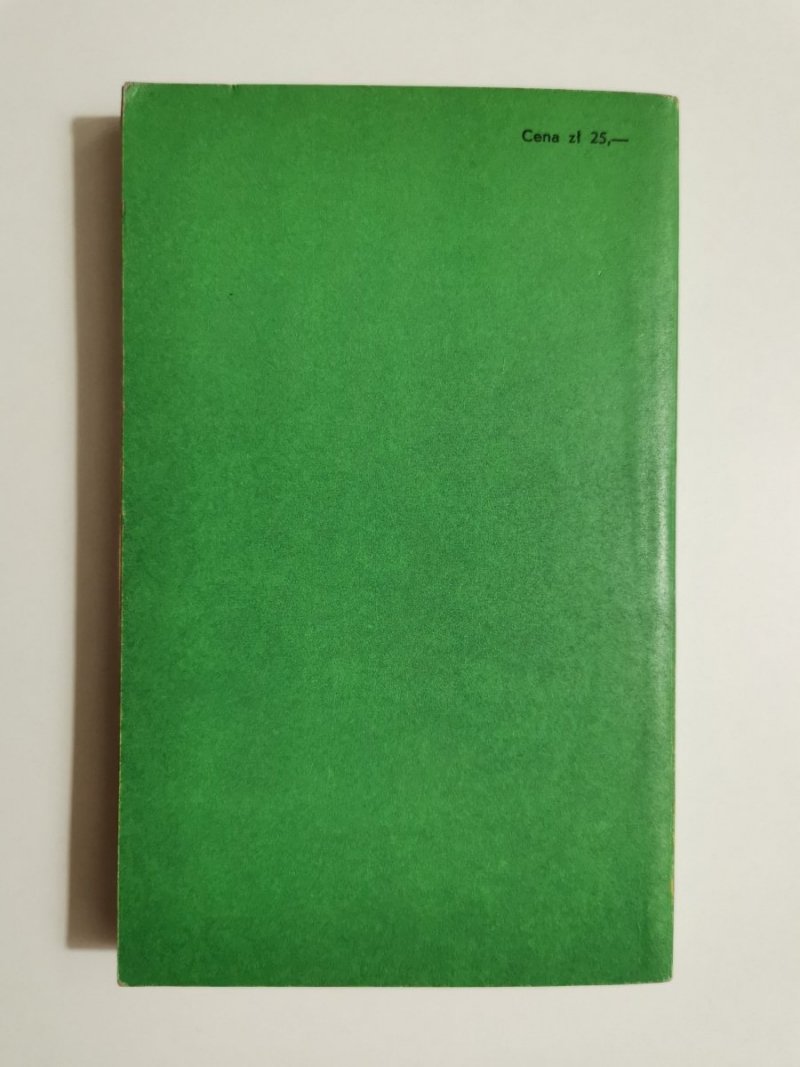 Cena zł 25,—